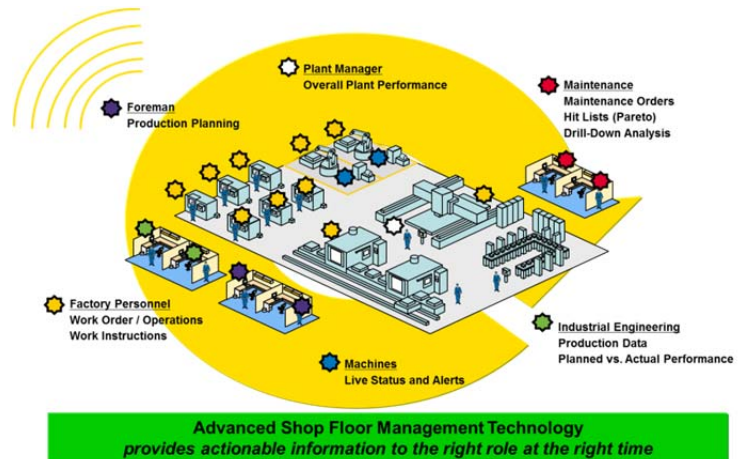 Plant Manager
Overall Plant Performance
Maintenance
Maintenance Orders
Hit Lists (Pareto)
Drill-Down Analysis
Foreman
Production Planning
Factory Personnel
Work Order / Operations
Work Instructions
Industrial Engineering
Production Data
Planned vs. Actual Performance
Machines
Live Status and Alerts
Advanced Shop Floor Management Technology
provides actionable information to the right role at the right time